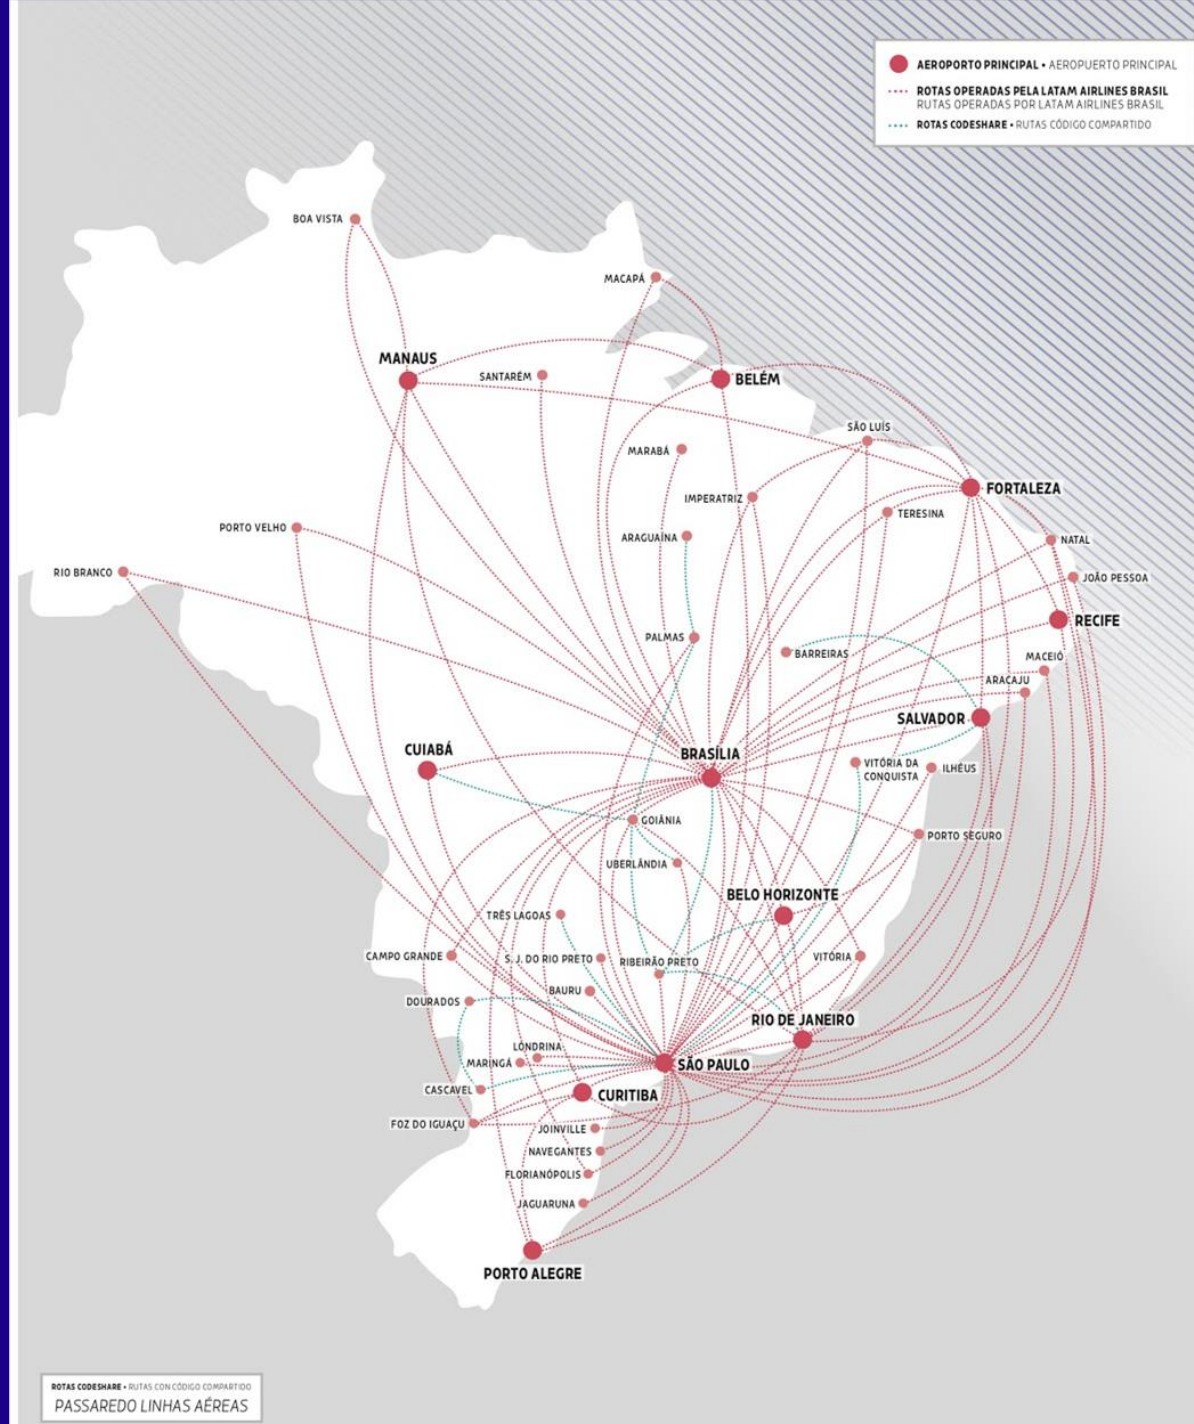 AEROPORTO PRINCIPAL • AEROPUERTO PRINCIPAL
ROTAS OPERADAS PELA LATAM AIRLINES BRASIL
RUTAS OPERADAS POR LATAM AIRLINES BRASIL
ROTAS CODESHARE • RUTAS CÓDIGO COMPARTIDO
BOA VISTA
MACAPÁ
MANAUS
SANTARÉM
BELÉM
SÃO LUÍS
MARABÁ
FORTALEZA
IMPERATRIZ
TERESINA
PORTO VELHO
ARAGUAÍNA
NATAL
RIO BRANCO
JOÃO PESSOA
RECIFE
PALMAS
BARREIRAS
MACEIÓ
ARACAJU
SALVADOR
CUIABÁ
BRASÍLIA
VITÓRIA DA
CONQUISTA
ILHÉUS
GOIÂNIA
PORTO SEGURO
UBERLÂNDIA
BELO HORIZONTE
TRÊS LAGOAS
CAMPO GRANDE
S. J. DO RIO PRETO
RIBEIRÃO PRETO
VITÓRIA
BAURU
DOURADOS
RIO DE JANEIRO
LONDRINA
MARINGÁ
SÃO PAULO
CASCAVEL
CURITIBA
FOZ DO IGUAÇU
JOINVILLE
NAVEGANTES
FLORIANÓPOLIS
JAGUARUNA
PORTO ALEGRE
ROTAS CODESHARE • RUTAS CON CÓDIGO COMPARTIDO
PASSAREDO LINHAS AÉREAS